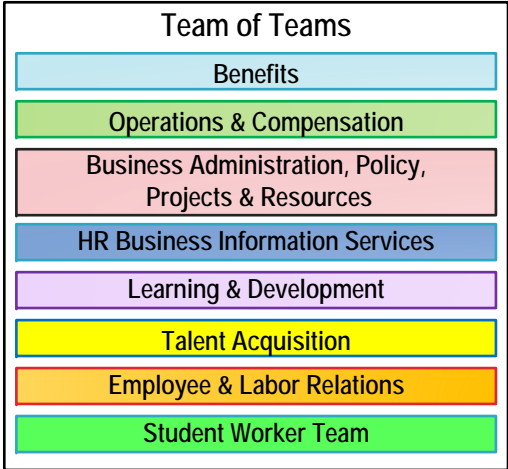 Team of Teams
Benefits
Operations & Compensation
Business Administration, Policy,
Projects & Resources
HR Business Information Services
Learning & Development
Talent Acquisition
Employee & Labor Relations
Student Worker Team